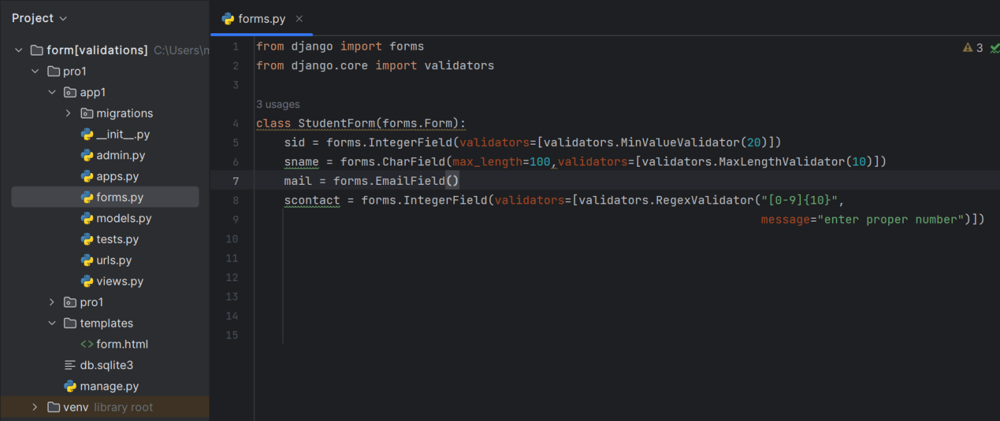 Project
form[validations] C:\Users\
pro1
app1
migrations
__init__.py
admin.py
apps.py
forms.py
models.py
tests.py
urls.py
views.py
pro1
templates
<> form.html
db.sqlite3
manage.py
venv library root
forms.py ×
3
1 from django import forms
2 from django.core import validators
3
3 usages
4 class StudentForm(forms.Form):
5 sid = forms.IntegerField(validators=[validators.MinValueValidator(20)])
6 sname = forms.CharField(max_length=100,validators=[validators.MaxLengthValidator(10)])
7 mail = forms.EmailField()
8 scontact = forms.IntegerField(validators=[validators.RegexValidator("[0-9]{10}",
9 message="enter proper number")])
10
11
12
13
14
15